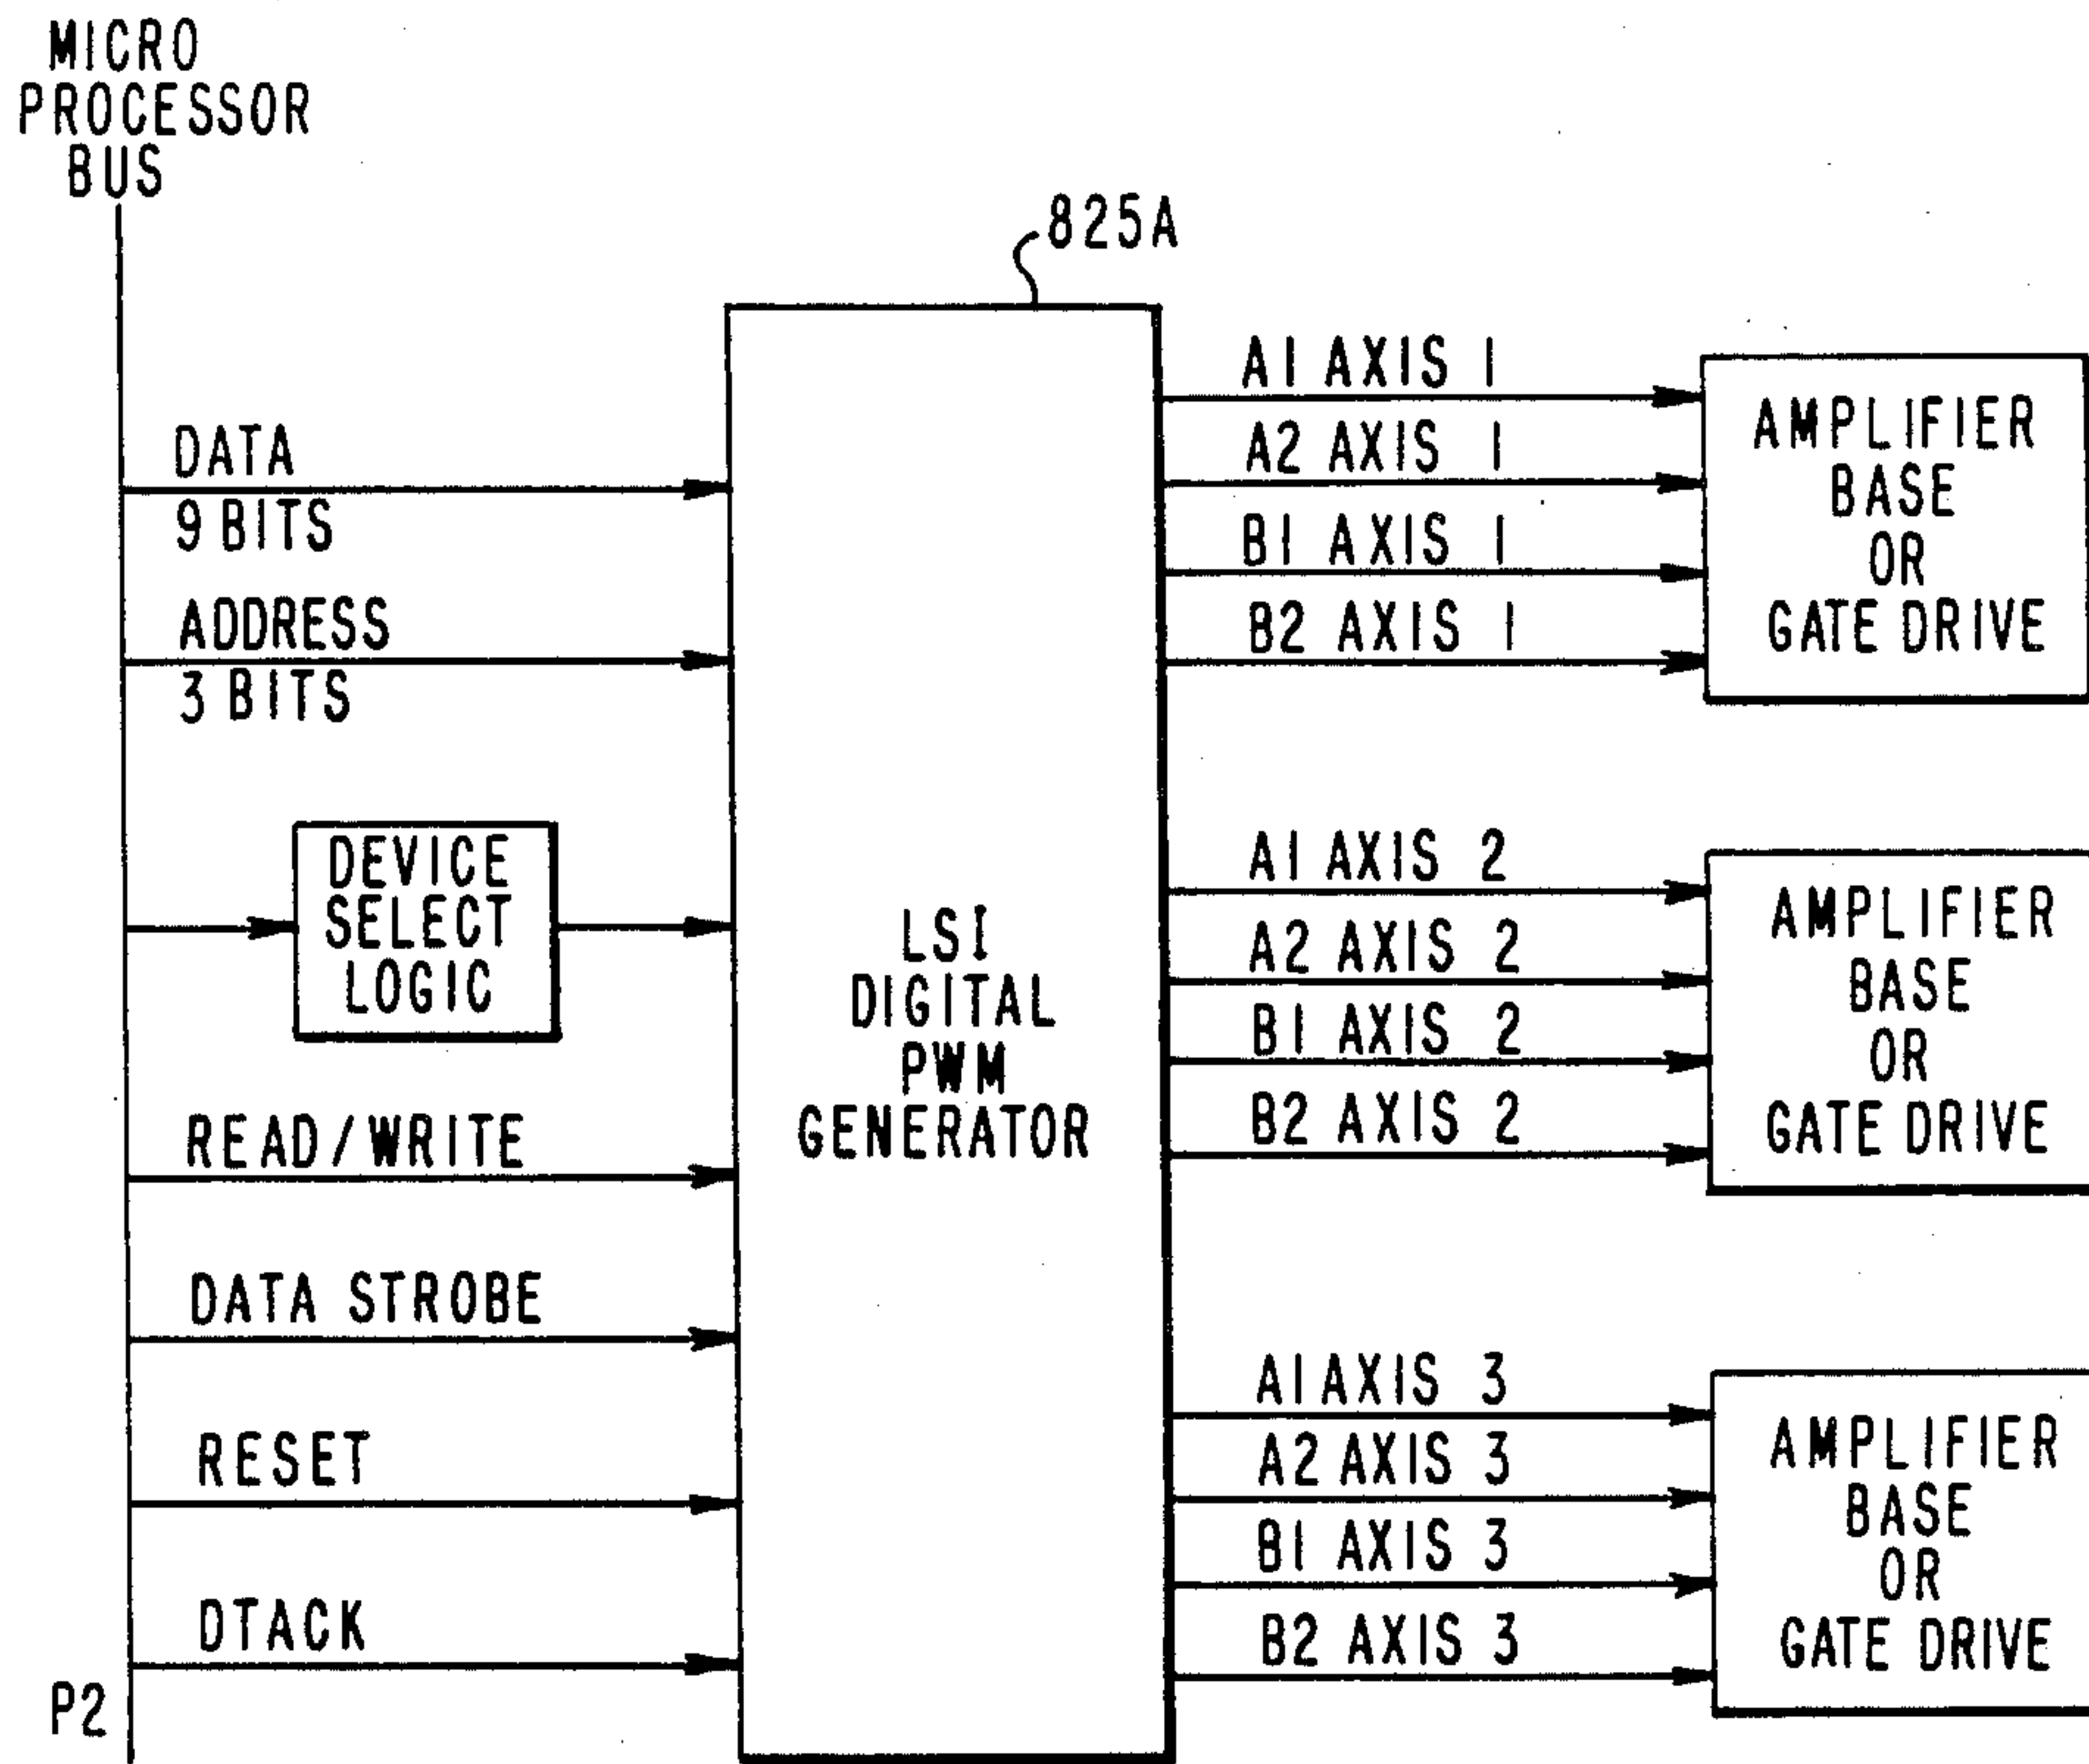 MICRO
PROCESSOR
BUS
825A
DATA
9 BITS
ADDRESS
3 BITS
DEVICE
SELECT
LOGIC
READ/WRITE
DATA STROBE
RESET
DTACK
P2
LSI
DIGITAL
PWM
GENERATOR
A1 AXIS 1
A2 AXIS 1
B1 AXIS 1
B2 AXIS 1
AMPLIFIER
BASE
OR
GATE DRIVE
A1 AXIS 2
A2 AXIS 2
B1 AXIS 2
B2 AXIS 2
AMPLIFIER
BASE
OR
GATE DRIVE
A1 AXIS 3
A2 AXIS 3
B1 AXIS 3
B2 AXIS 3
AMPLIFIER
BASE
OR
GATE DRIVE